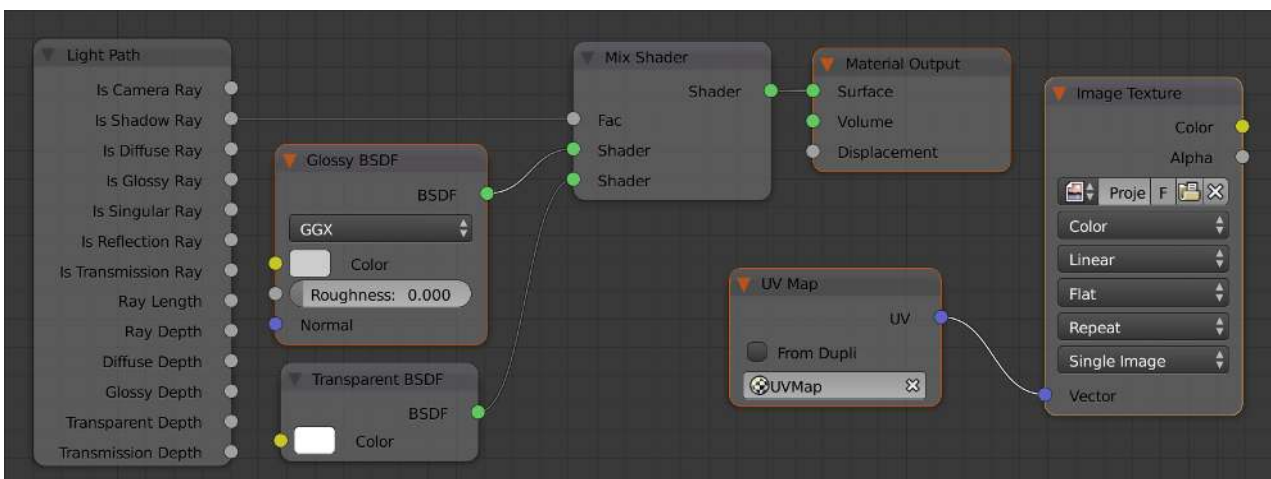 Light Path
Is Camera Ray
Is Shadow Ray
Is Diffuse Ray
Is Glossy Ray
Is Singular Ray
Is Reflection Ray
Is Transmission Ray
Ray Length
Ray Depth
Diffuse Depth
Glossy Depth
Transparent Depth
Transmission Depth
Glossy BSDF
BSDF
GGX
Color
Roughness: 0.000
Normal
Transparent BSDF
BSDF
Color
Mix Shader
Shader
Fac
Shader
Shader
Material Output
Surface
Volume
Displacement
UV Map
UV
From Dupli
UVMap
Image Texture
Color
Alpha
Proje F
Color
Linear
Flat
Repeat
Single Image
Vector